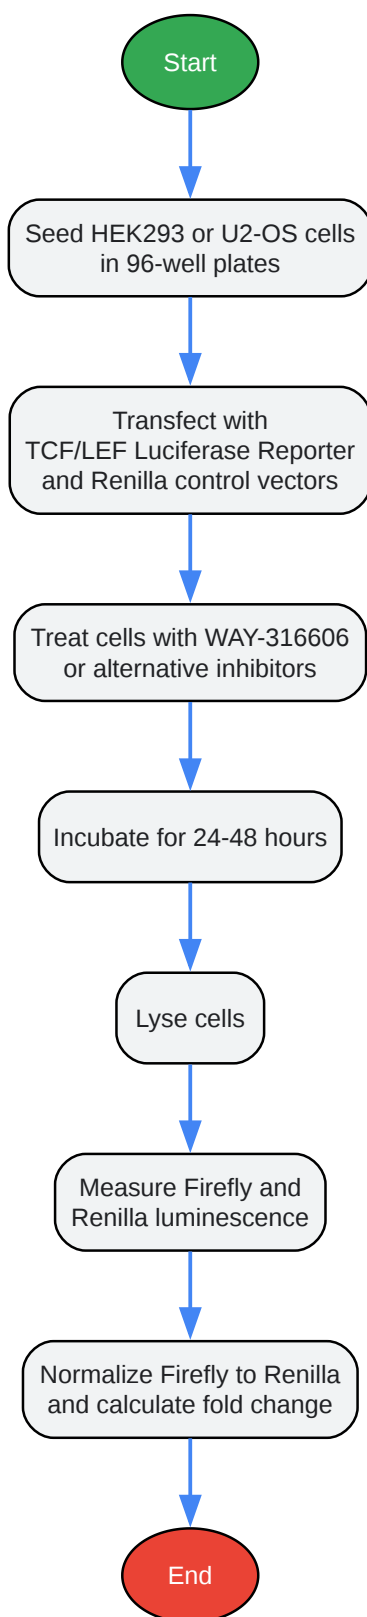 Start
Seed HEK293 or U2-OS cells
in 96-well plates
Transfect with
TCF/LEF Luciferase Reporter
and Renilla control vectors
Treat cells with WAY-316606
or alternative inhibitors
Incubate for 24-48 hours
Lyse cells
Measure Firefly and
Renilla luminescence
Normalize Firefly to Renilla
and calculate fold change
End